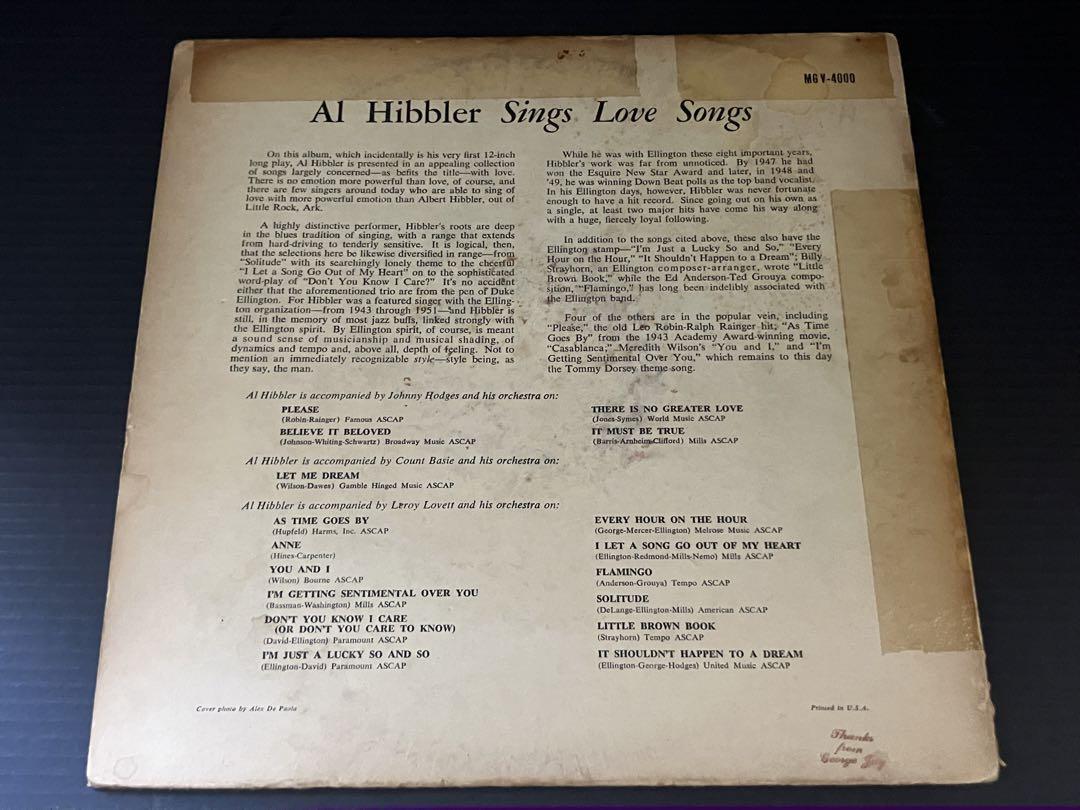 MG V-4000
Al Hibbler Sings Love Songs
On this album, which incidentally is his very first 12-inch
long play, Al Hibbler is presented in an appealing collection
of songs largely concerned—as befits the title—with love.
There is no emotion more powerful than love, of course, and
there are few singers around today who are able to sing of
love with more powerful emotion than Albert Hibbler, out of
Little Rock, Ark.
A highly distinctive performer, Hibbler's roots are deep
in the blues tradition of singing, with a range that extends
from hard-driving to tenderly sensitive. It is logical, then,
that the selections here be likewise diversified in range—from
"Solitude" with its searchingly lonely theme to the cheerful
"I Let a Song Go Out of My Heart" on to the sophisticated
word-play of "Don't You Know I Care?" It's no accident
either that the aforementioned trio are from the pen of Duke
Ellington. For Hibbler was a featured singer with the Elling-
ton organization—from 1943 through 1951—and Hibbler is
still, in the memory of most jazz buffs, linked strongly with
the Ellington spirit. By Ellington spirit, of course, is meant
a sound sense of musicianship and musical shading, of
dynamics and tempo and, above all, depth of feeling. Not to
mention an immediately recognizable style—style being, as
they say, the man.
While he was with Ellington these eight important years,
Hibbler's work was far from unnoticed. By 1947 he had
won the Esquire New Star Award and later, in 1948 and
'49, he was winning Down Beat polls as the top band vocalist.
In his Ellington days, however, Hibbler was never fortunate
enough to have a hit record. Since going out on his own as
a single, at least two major hits have come his way along
with a huge, fiercely loyal following.
In addition to the songs cited above, these also have the
Ellington stamp—"I'm Just a Lucky So and So," "Every
Hour on the Hour," "It Shouldn't Happen to a Dream"; Billy
Strayhorn, an Ellington composer-arranger, wrote "Little
Brown Book," while the Ed Anderson-Ted Grouya compo-
sition, "Flamingo," has long been indelibly associated with
the Ellington band.
Four of the others are in the popular vein, including
"Please," the old Leo Robin-Ralph Rainger hit; "As Time
Goes By" from the 1943 Academy Award-winning movie,
"Casablanca," Meredith Wilson's "You and I," and "I'm
Getting Sentimental Over You," which remains to this day
the Tommy Dorsey theme song.
Al Hibbler is accompanied by Johnny Hodges and his orchestra on:
PLEASE
(Robin-Rainger) Famous ASCAP
BELIEVE IT BELOVED
(Johnson-Whiting-Schwartz) Broadway Music ASCAP
THERE IS NO GREATER LOVE
(Jones-Symes) World Music ASCAP
IT MUST BE TRUE
(Barris-Arnheim-Clifford) Mills ASCAP
Al Hibbler is accompanied by Count Basie and his orchestra on:
LET ME DREAM
(Wilson-Dawes) Gamble Hinged Music ASCAP
Al Hibbler is accompanied by Leroy Lovett and his orchestra on:
AS TIME GOES BY
(Hupfeld) Harms, Inc. ASCAP
ANNE
(Hines-Carpenter)
YOU AND I
(Wilson) Bourne ASCAP
I'M GETTING SENTIMENTAL OVER YOU
(Bassman-Washington) Mills ASCAP
DON'T YOU KNOW I CARE
(OR DON'T YOU CARE TO KNOW)
(David-Ellington) Paramount ASCAP
I'M JUST A LUCKY SO AND SO
(Ellington-David) Paramount ASCAP
EVERY HOUR ON THE HOUR
(George-Mercer-Ellington) Melrose Music ASCAP
I LET A SONG GO OUT OF MY HEART
(Ellington-Redmond-Mills-Nemo) Mills ASCAP
FLAMINGO
(Anderson-Grouya) Tempo ASCAP
SOLITUDE
(DeLange-Ellington-Mills) American ASCAP
LITTLE BROWN BOOK
(Strayhorn) Tempo ASCAP
IT SHOULDN'T HAPPEN TO A DREAM
(Ellington-George-Hodges) United Music ASCAP
Cover photo by Alex De Paola
Printed in U.S.A.
Thanks
from
George Jay